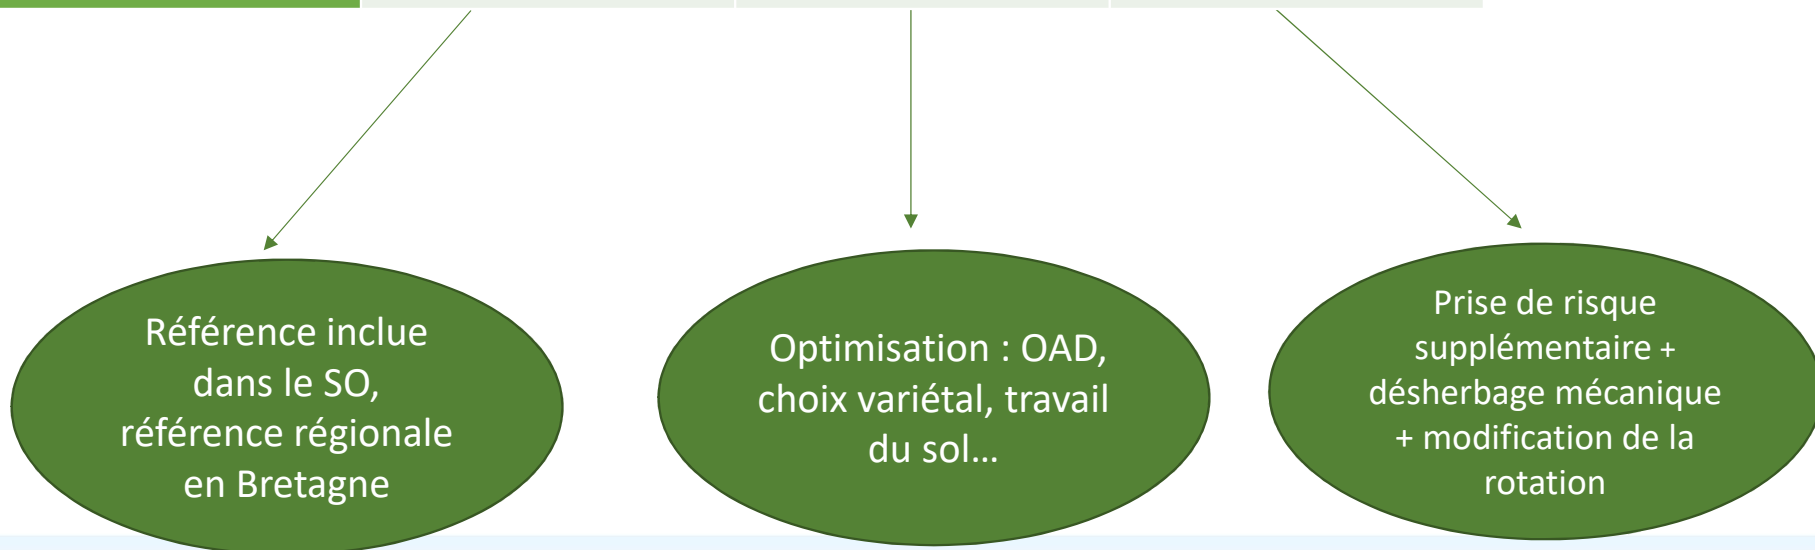 Référence inclue
dans le SO,
référence régionale
en Bretagne
Optimisation : OAD,
choix variétal, travail
du sol…
Prise de risque
supplémentaire +
désherbage mécanique
+ modification de la
rotation